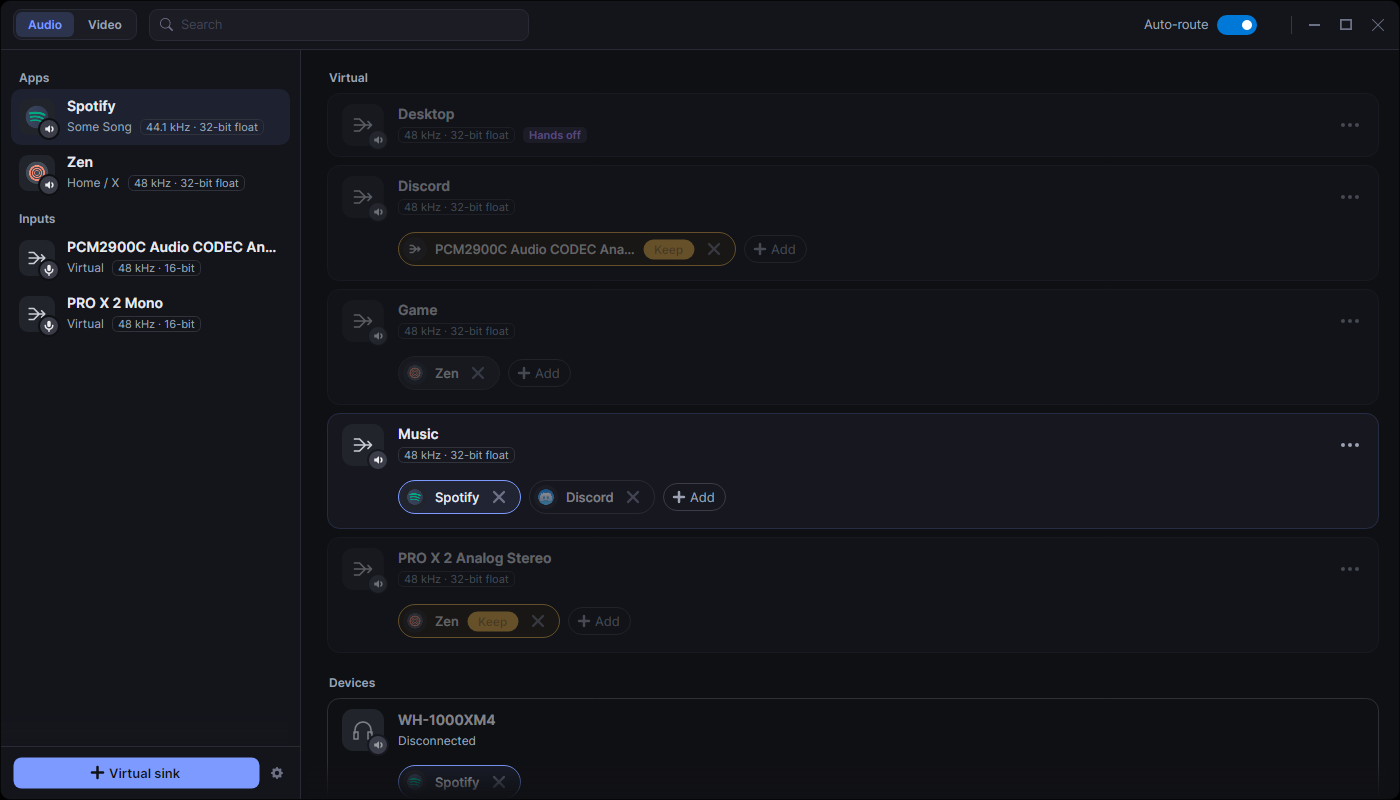 Audio
Video
Search
Auto-route
Apps
Spotify
Some Song 44.1 kHz · 32-bit float
Zen
Home / X 48 kHz · 32-bit float
Inputs
PCM2900C Audio CODEC An...
Virtual 48 kHz · 16-bit
PRO X 2 Mono
Virtual 48 kHz · 16-bit
Virtual sink
Virtual
Desktop
48 kHz · 32-bit float Hands off
Discord
48 kHz · 32-bit float
PCM2900C Audio CODEC Ana... Keep Add
Game
48 kHz · 32-bit float
Zen Add
Music
48 kHz · 32-bit float
Spotify Discord Add
PRO X 2 Analog Stereo
48 kHz · 32-bit float
Zen Keep Add
Devices
WH-1000XM4
Disconnected
Spotify